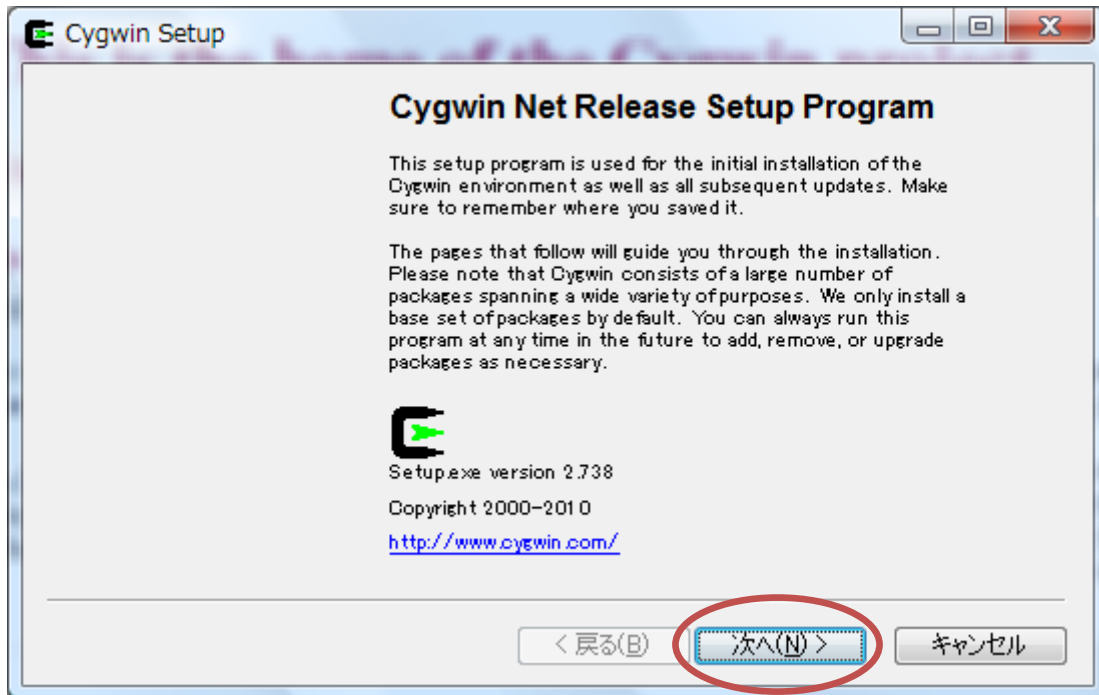 Cygwin Setup
Cygwin Net Release Setup Program
This setup program is used for the initial installation of the
Cygwin environment as well as all subsequent updates. Make
sure to remember where you saved it.
The pages that follow will guide you through the installation.
Please note that Cygwin consists of a large number of
packages spanning a wide variety of purposes. We only install a
base set of packages by default. You can always run this
program at any time in the future to add, remove, or upgrade
packages as necessary.
Setup.exe version 2.738
Copyright 2000-2010
http://www.cygwin.com/
< 戻る(B) 次へ(N) > キャンセル